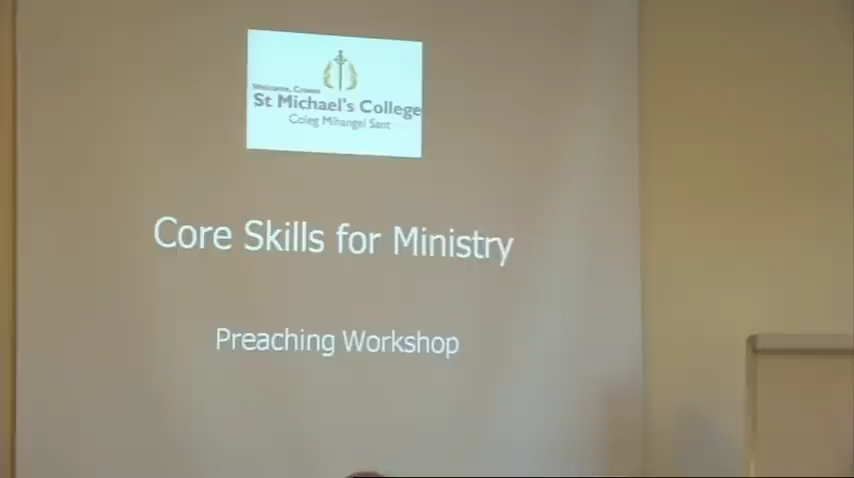 St Michael's College
Coleg Mihangel Sant
Core Skills for Ministry
Preaching Workshop